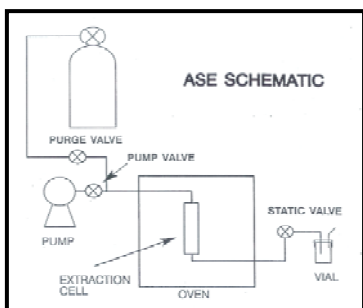 ASE SCHEMATIC
PURGE VALVE
PUMP VALVE
PUMP
STATIC VALVE
EXTRACTION
CELL
OVEN
VIAL